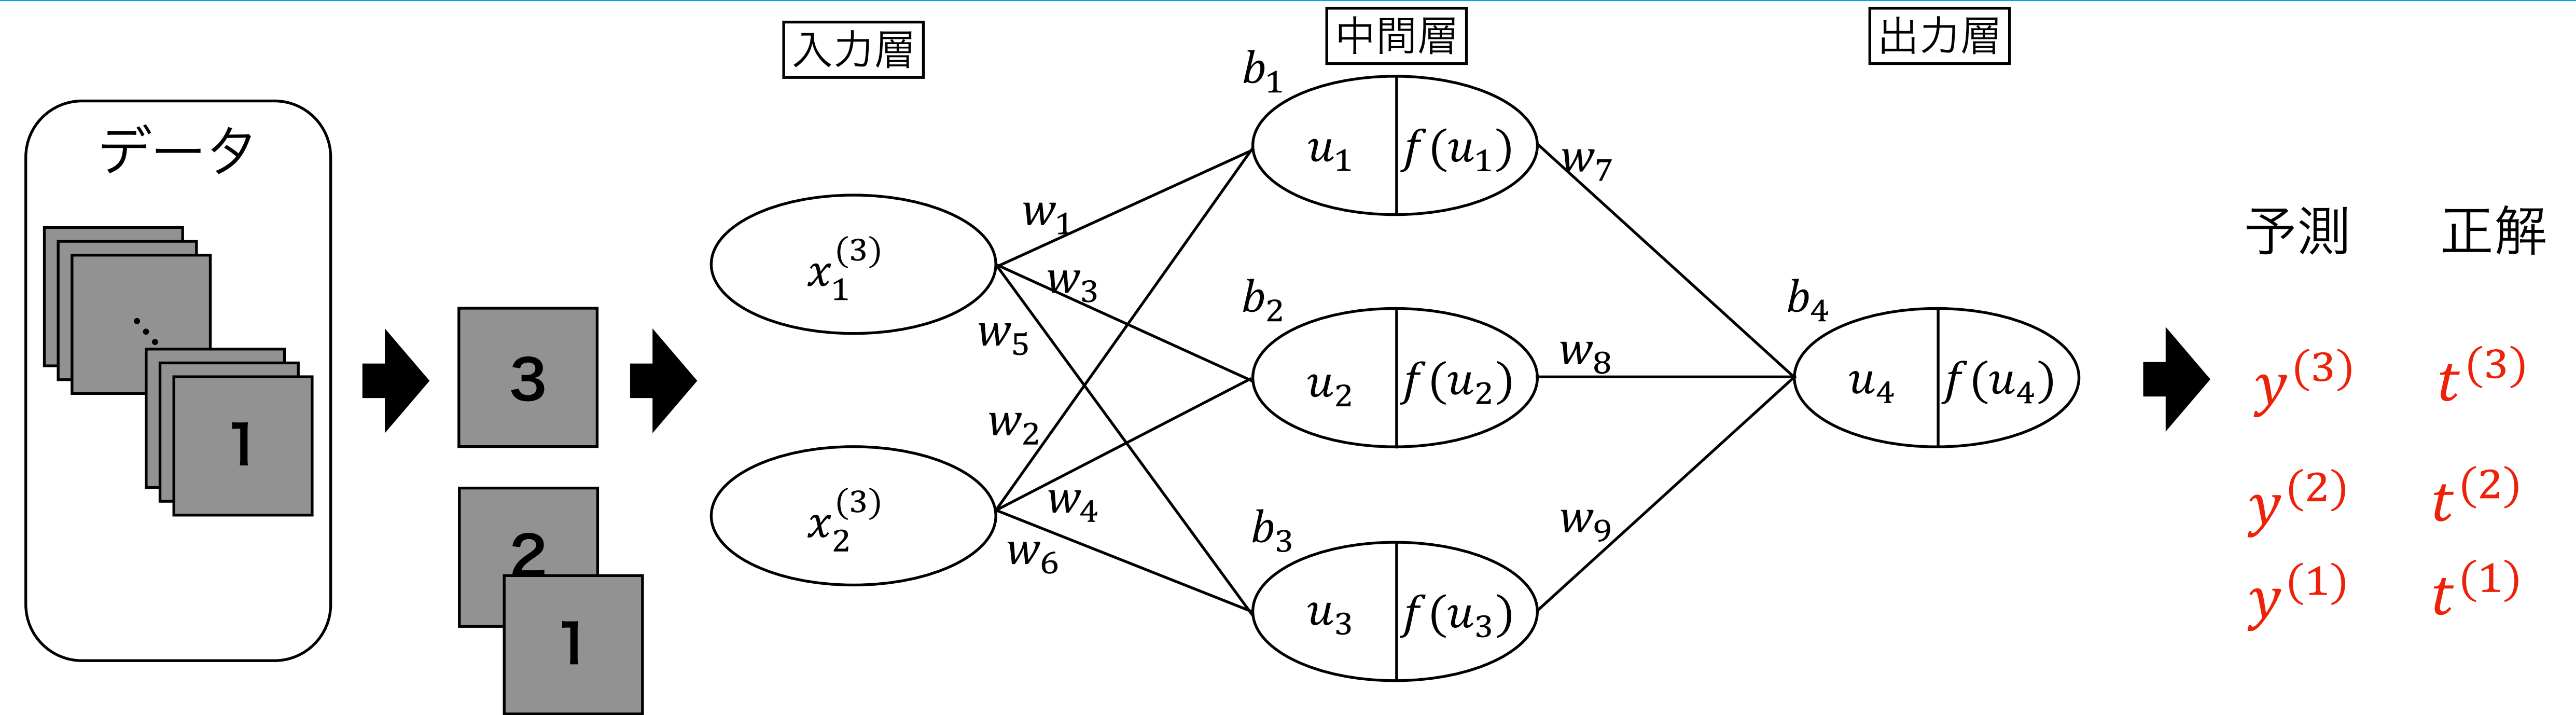 入力層
中間層
出力層
データ
1
3
2
1
x₁⁽³⁾
x₂⁽³⁾
w₁
w₃
w₅
w₂
w₄
w₆
b₁
u₁ f(u₁)
b₂
u₂ f(u₂)
b₃
u₃ f(u₃)
w₇
w₈
w₉
b₄
u₄ f(u₄)
予測 正解
y⁽³⁾ t⁽³⁾
y⁽²⁾ t⁽²⁾
y⁽¹⁾ t⁽¹⁾